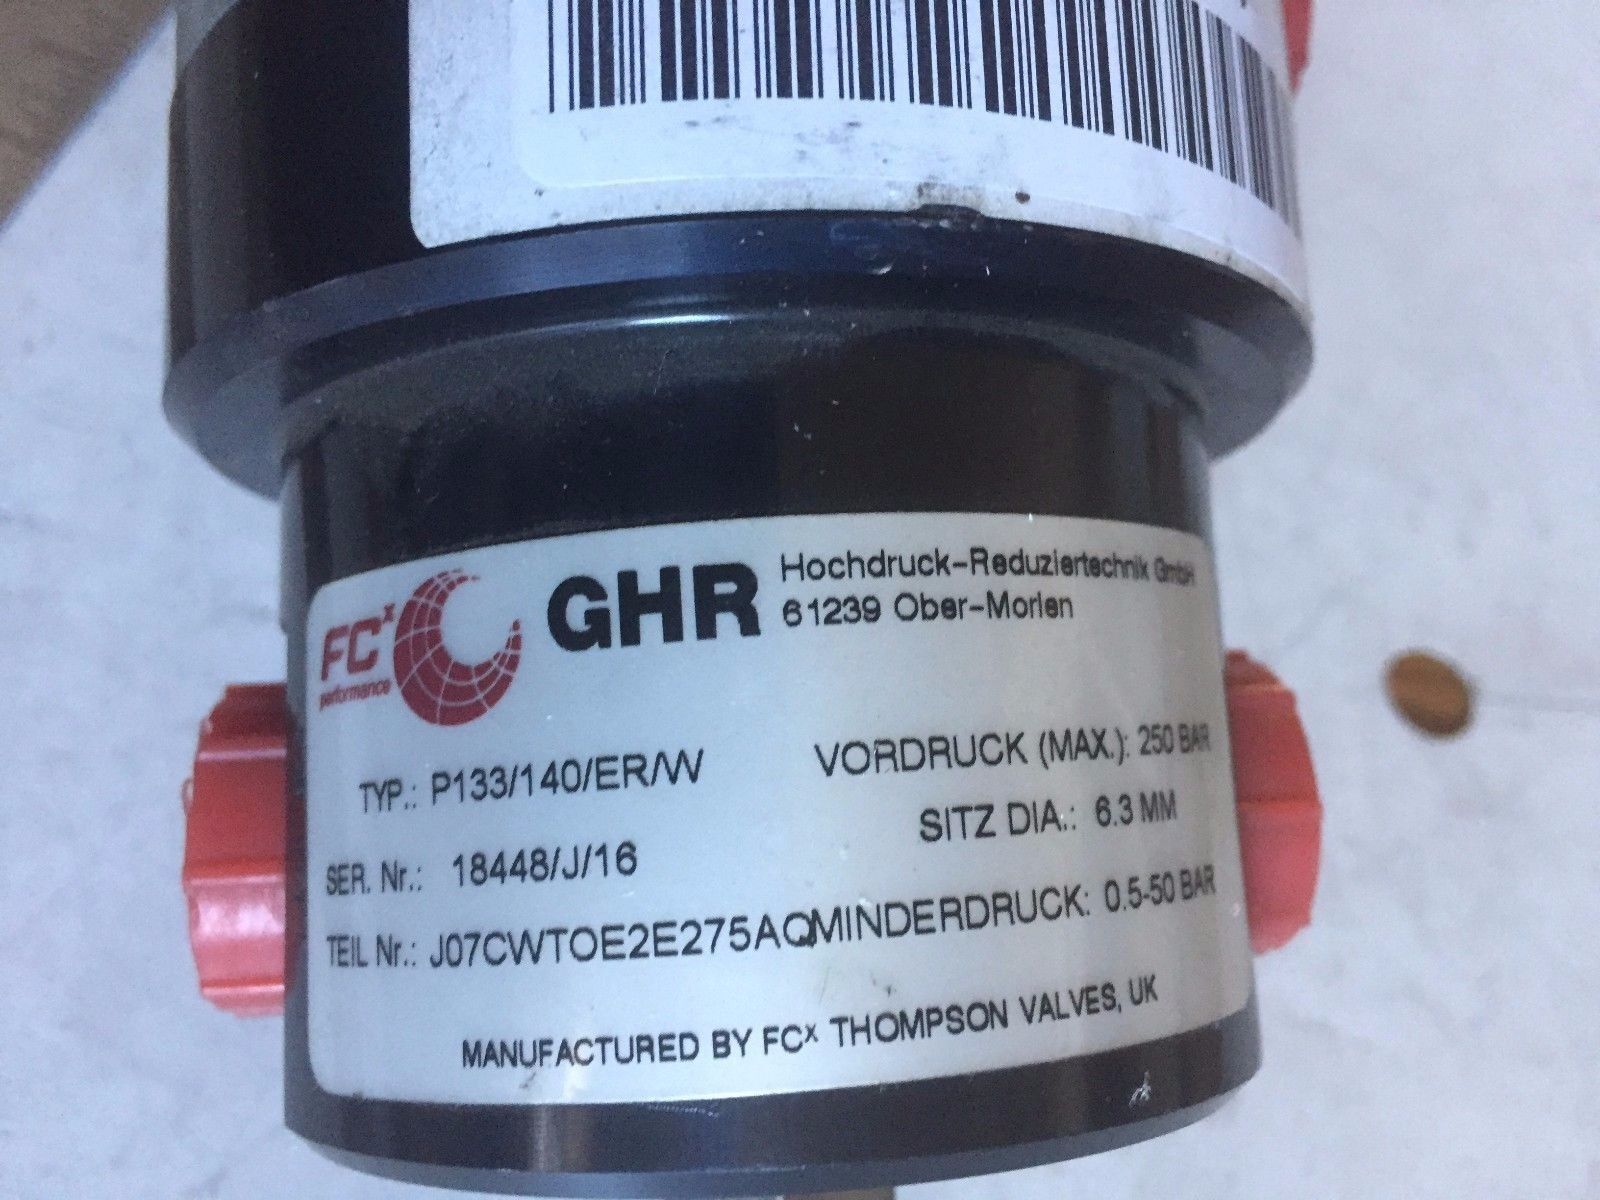 FCx performance
GHR
Hochdruck-Reduziertechnik GmbH
61239 Ober-Morlen
TYP.: P133/140/ER/W
VORDRUCK (MAX.): 250 BAR
SITZ DIA.: 6.3 MM
SER. Nr.: 18448/J/16
TEIL Nr.: J07CWTOE2E275AQ
MINDERDRUCK: 0.5-50 BAR
MANUFACTURED BY FCX THOMPSON VALVES, UK